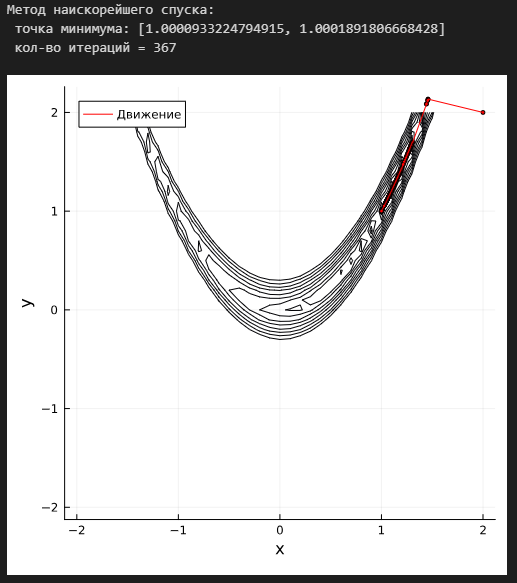 Метод наискорейшего спуска:
точка минимума: [1.0000933224794915, 1.0001891806668428]
кол-во итераций = 367
Движение
2
1
0
−1
−2
y
−2 −1 0 1 2
x